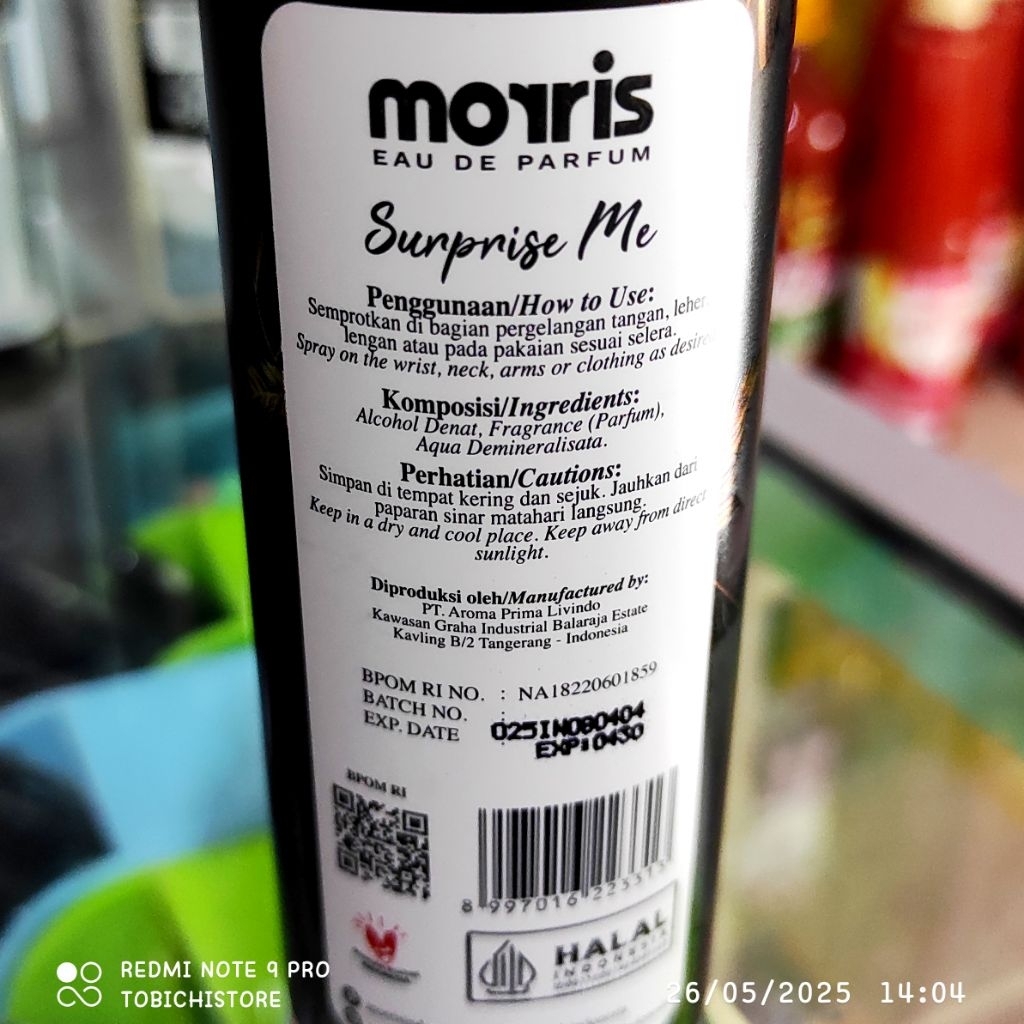 morris
EAU DE PARFUM
Surprise Me
Penggunaan/How to Use:
Semprotkan di bagian pergelangan tangan, leher
lengan atau pada pakaian sesuai selera.
Spray on the wrist, neck, arms or clothing as desire
Komposisi/Ingredients:
Alcohol Denat, Fragrance (Parfum),
Aqua Demineralisata.
Perhatian/Cautions:
Simpan di tempat kering dan sejuk. Jauhkan dari
paparan sinar matahari langsung.
Keep in a dry and cool place. Keep away from direct
sunlight.
Diproduksi oleh/Manufactured by:
PT. Aroma Prima Livindo
Kawasan Graha Industrial Balaraja Estate
Kavling B/2 Tangerang - Indonesia
BPOM RI NO. : NA18220601859
BATCH NO. : 025INOB0404
EXP. DATE EXP:0430
BPOM RI
8 997016
HALAL
INDONESIA
REDMI NOTE 9 PRO
TOBICHISTORE
26/05/2025 14:04